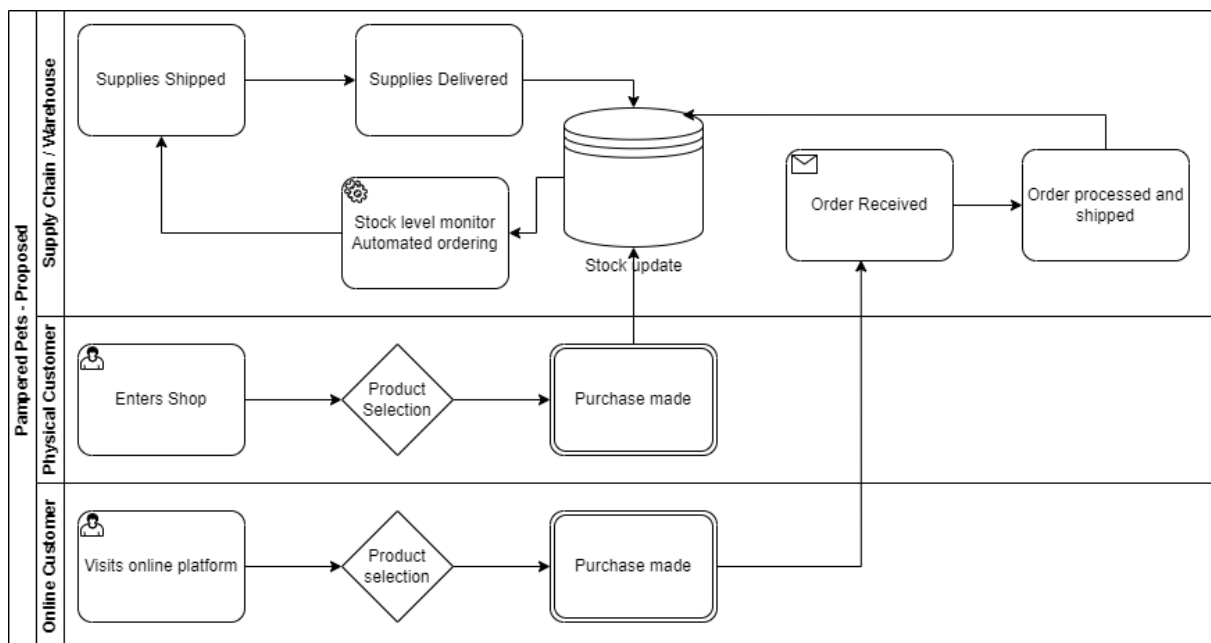 Pampered Pets - Proposed
Supply Chain / Warehouse
Supplies Shipped
Supplies Delivered
Stock level monitor
Automated ordering
Stock update
Order Received
Order processed and
shipped
Physical Customer
Enters Shop
Product
Selection
Purchase made
Online Customer
Visits online platform
Product
selection
Purchase made